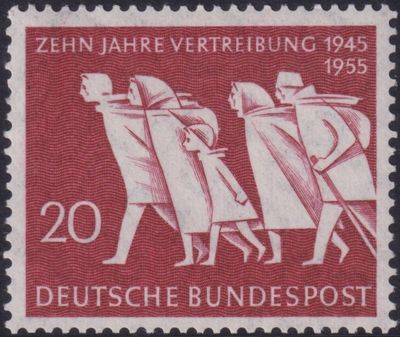 ZEHN JAHRE VERTREIBUNG 1945
1955
20
DEUTSCHE BUNDESPOST